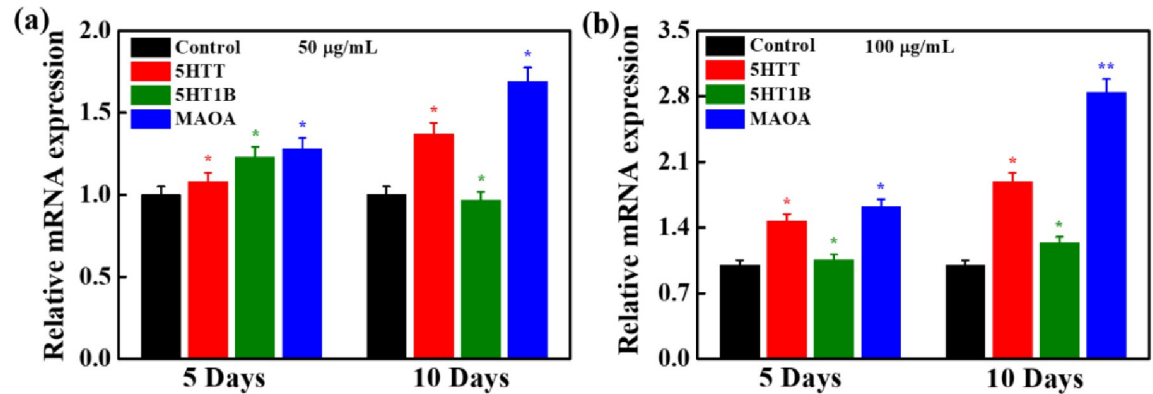 (a)
Relative mRNA expression
2.0
1.5
1.0
0.5
0.0
Control
5HTT
5HT1B
MAOA
50 μg/mL
*
*
*
*
*
*
5 Days
10 Days
(b)
Relative mRNA expression
3.5
2.8
2.1
1.4
0.7
0.0
Control
5HTT
5HT1B
MAOA
100 μg/mL
*
*
*
*
*
**
5 Days
10 Days